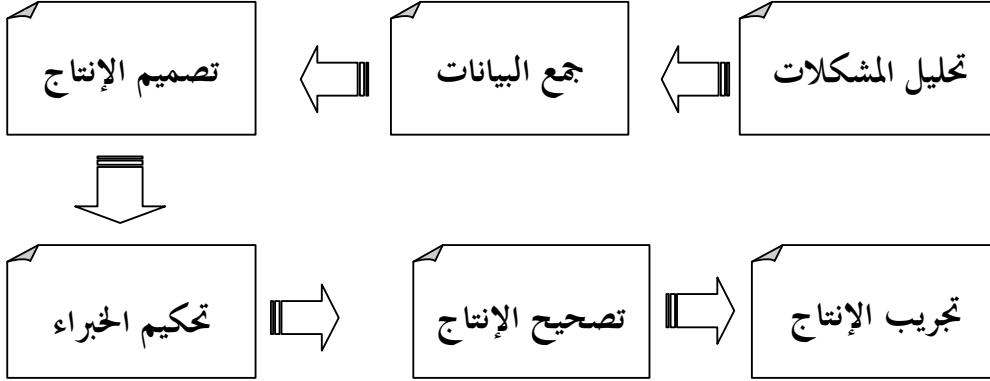 تحليل المشكلات
جمع البيانات
تصميم الإنتاج
تحكيم الخبراء
تصحيح الإنتاج
تجريب الإنتاج